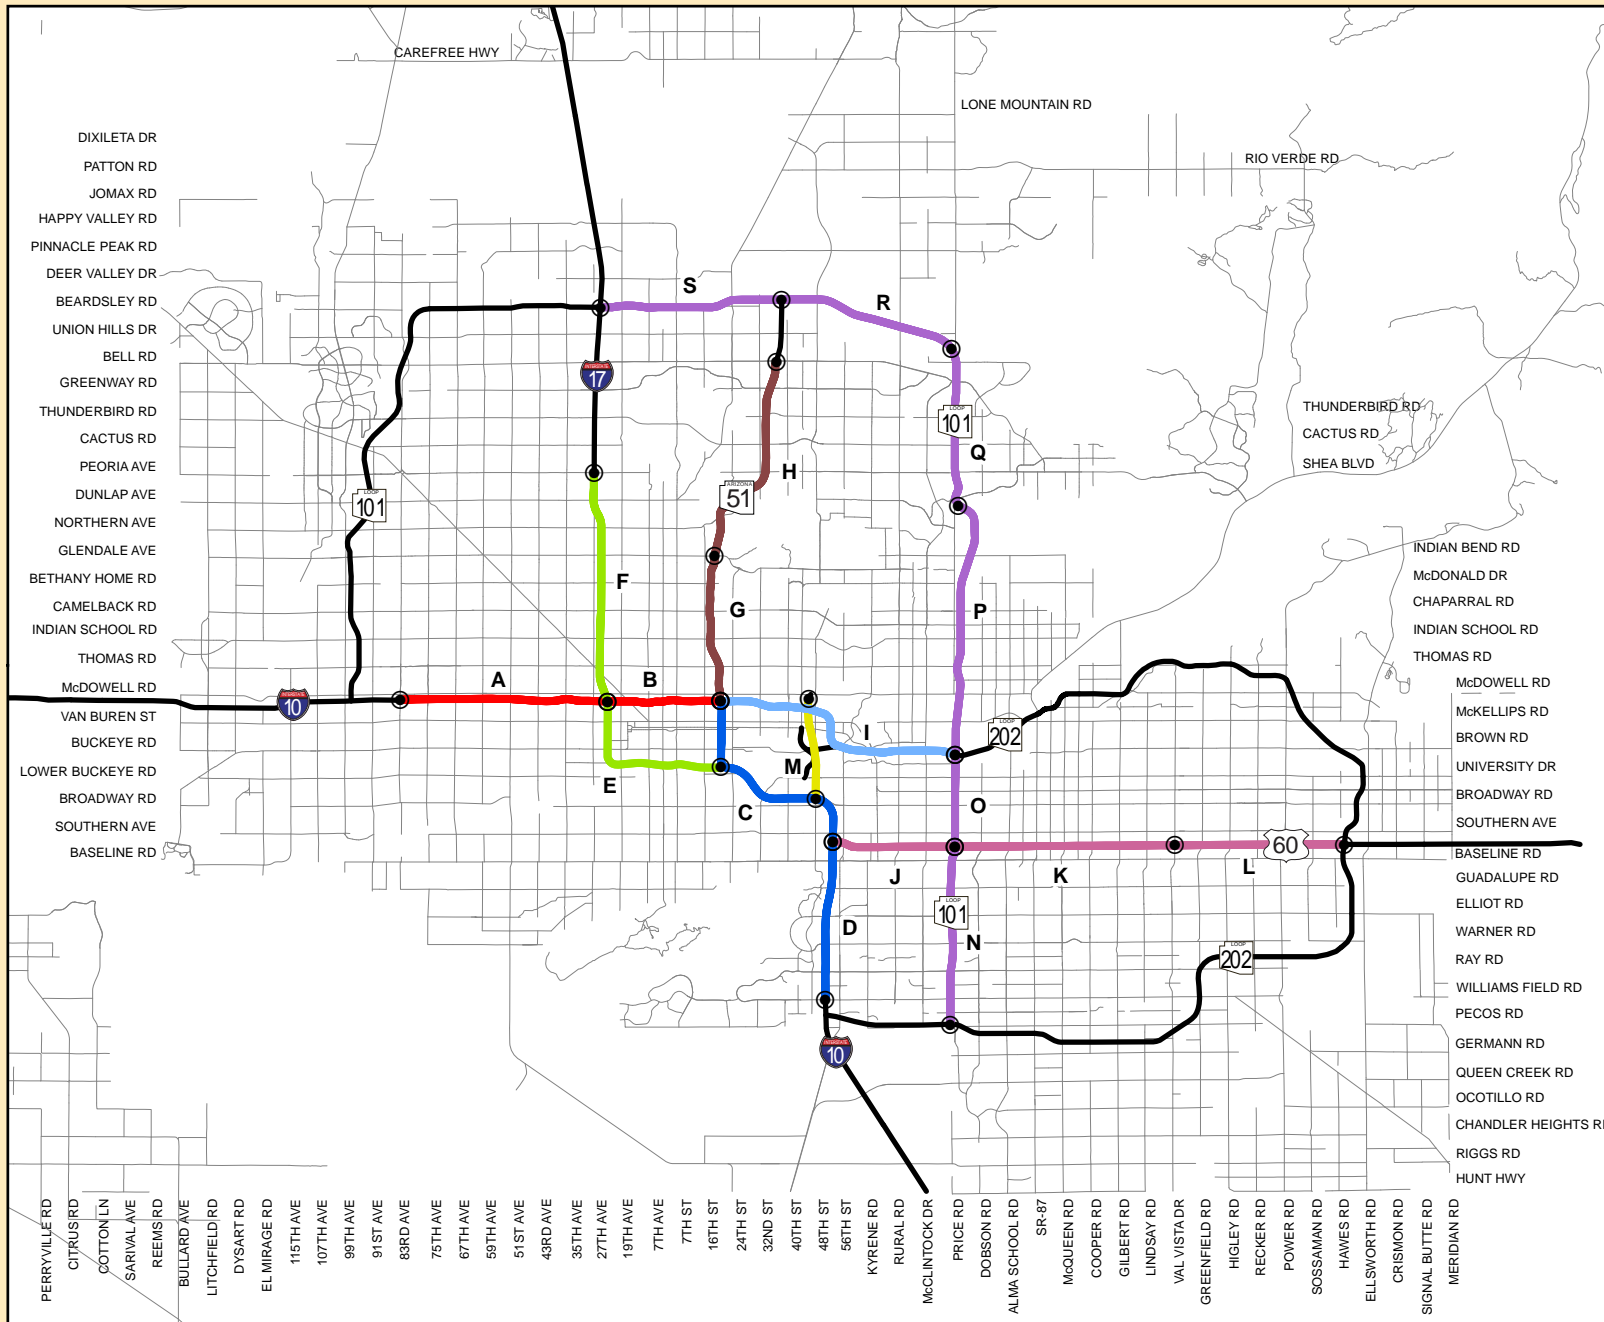 CAREFREE HWY
LONE MOUNTAIN RD
RIO VERDE RD
DIXILETA DR
PATTON RD
JOMAX RD
HAPPY VALLEY RD
PINNACLE PEAK RD
DEER VALLEY DR
BEARDSLEY RD
UNION HILLS DR
BELL RD
GREENWAY RD
THUNDERBIRD RD
CACTUS RD
PEORIA AVE
DUNLAP AVE
NORTHERN AVE
GLENDALE AVE
BETHANY HOME RD
CAMELBACK RD
INDIAN SCHOOL RD
THOMAS RD
McDOWELL RD
VAN BUREN ST
BUCKEYE RD
LOWER BUCKEYE RD
BROADWAY RD
SOUTHERN AVE
BASELINE RD
S
R
INTERSTATE
17
LOOP
101
Q
H
ARIZONA
51
LOOP
101
F
G
P
A
B
INTERSTATE
10
I
LOOP
202
M
E
C
O
J
K
L
60
D
LOOP
101
N
LOOP
202
INTERSTATE
10
THUNDERBIRD RD
CACTUS RD
SHEA BLVD
INDIAN BEND RD
McDONALD DR
CHAPARRAL RD
INDIAN SCHOOL RD
THOMAS RD
McDOWELL RD
McKELLIPS RD
BROWN RD
UNIVERSITY DR
BROADWAY RD
SOUTHERN AVE
BASELINE RD
GUADALUPE RD
ELLIOT RD
WARNER RD
RAY RD
WILLIAMS FIELD RD
PECOS RD
GERMANN RD
QUEEN CREEK RD
OCOTILLO RD
CHANDLER HEIGHTS R
RIGGS RD
HUNT HWY
PERRYVILLE RD
CITRUS RD
COTTON LN
SARIVAL AVE
REEMS RD
BULLARD AVE
LITCHFIELD RD
DYSART RD
EL MIRAGE RD
115TH AVE
107TH AVE
99TH AVE
91ST AVE
83RD AVE
75TH AVE
67TH AVE
59TH AVE
51ST AVE
43RD AVE
35TH AVE
27TH AVE
19TH AVE
7TH AVE
7TH ST
16TH ST
24TH ST
32ND ST
40TH ST
48TH ST
56TH ST
KYRENE RD
RURAL RD
McCLINTOCK DR
PRICE RD
DOBSON RD
ALMA SCHOOL RD
SR-87
McQUEEN RD
COOPER RD
GILBERT RD
LINDSAY RD
VAL VISTA DR
GREENFIELD RD
HIGLEY RD
RECKER RD
POWER RD
SOSSAMAN RD
HAWES RD
ELLSWORTH RD
CRISMON RD
SIGNAL BUTTE RD
MERIDIAN RD